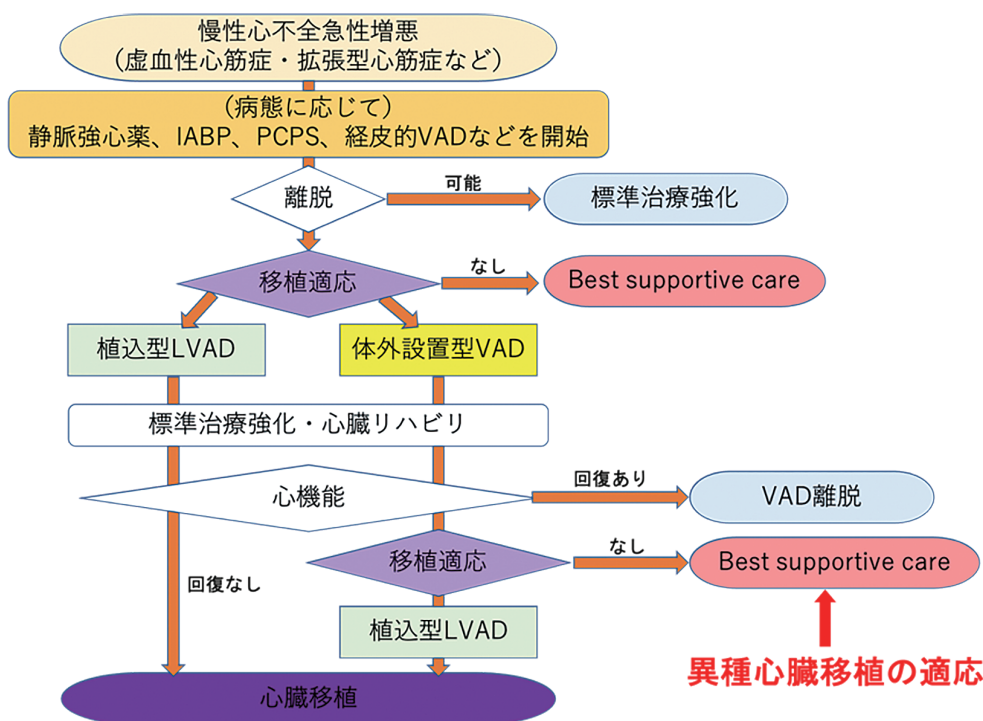 慢性心不全急性増悪
（虚血性心筋症・拡張型心筋症など）
（病態に応じて）
静脈強心薬、IABP、PCPS、経皮的VADなどを開始
離脱
可能
標準治療強化
移植適応
なし
Best supportive care
植込型LVAD
体外設置型VAD
標準治療強化・心臓リハビリ
心機能
回復あり
VAD離脱
移植適応
なし
Best supportive care
回復なし
植込型LVAD
異種心臓移植の適応
心臓移植